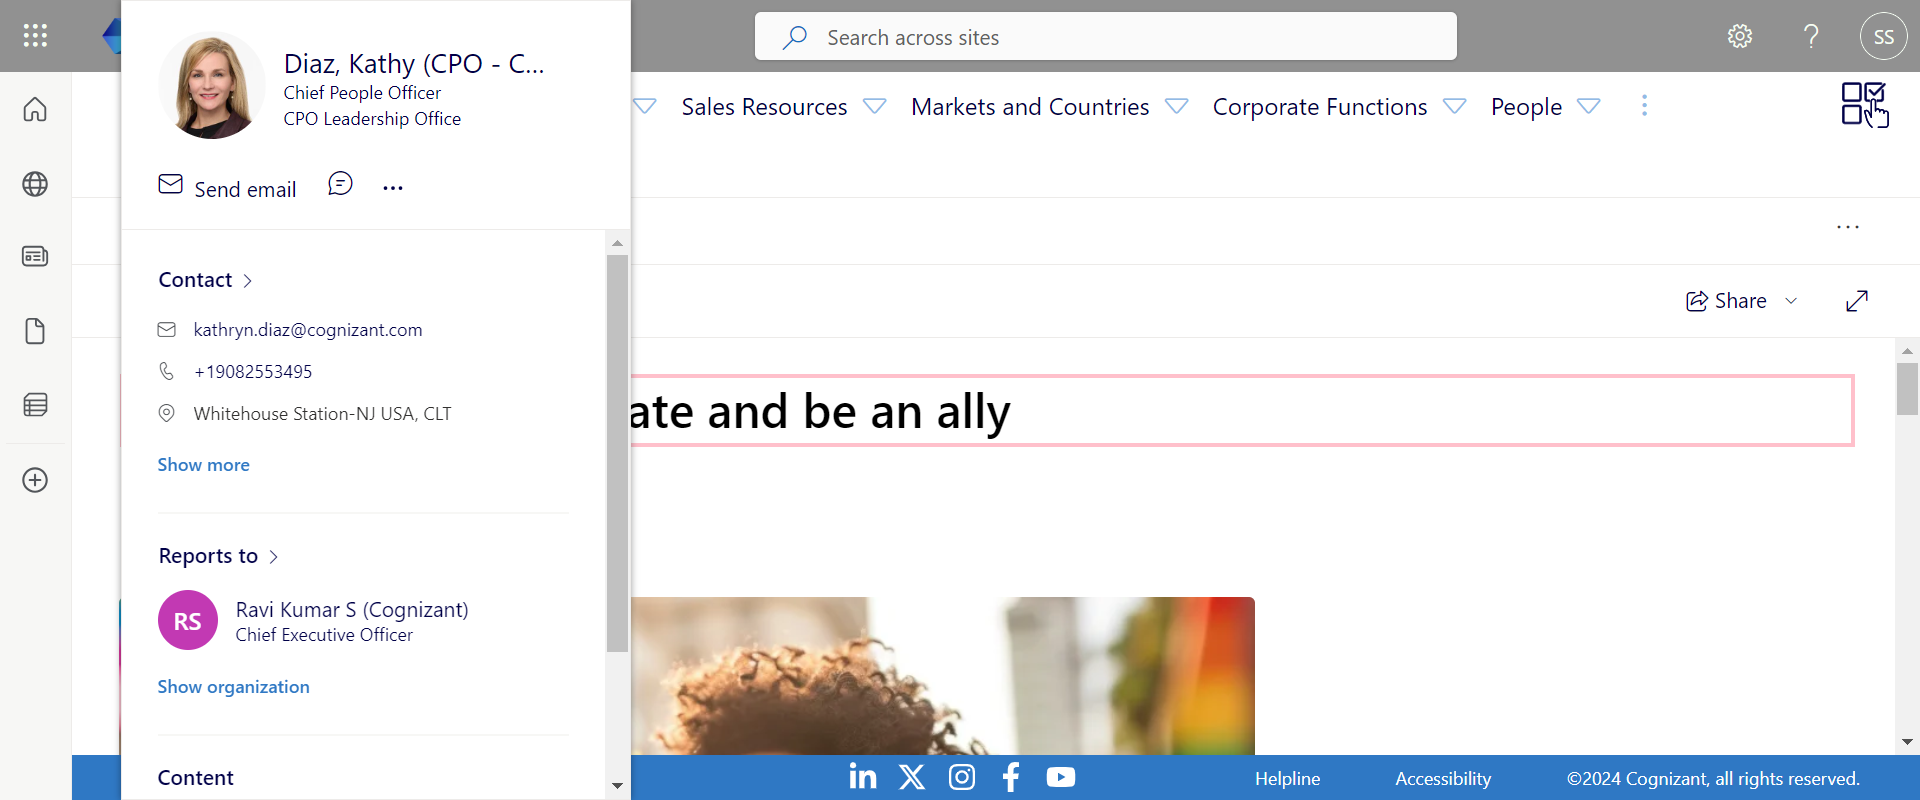 Search across sites
SS
Diaz, Kathy (CPO - C...
Chief People Officer
CPO Leadership Office
Send email
Sales Resources
Markets and Countries
Corporate Functions
People
Contact
kathryn.diaz@cognizant.com
+19082553495
Whitehouse Station-NJ USA, CLT
Show more
Reports to
RS
Ravi Kumar S (Cognizant)
Chief Executive Officer
Show organization
Content
Share
ate and be an ally
Helpline
Accessibility
©2024 Cognizant, all rights reserved.